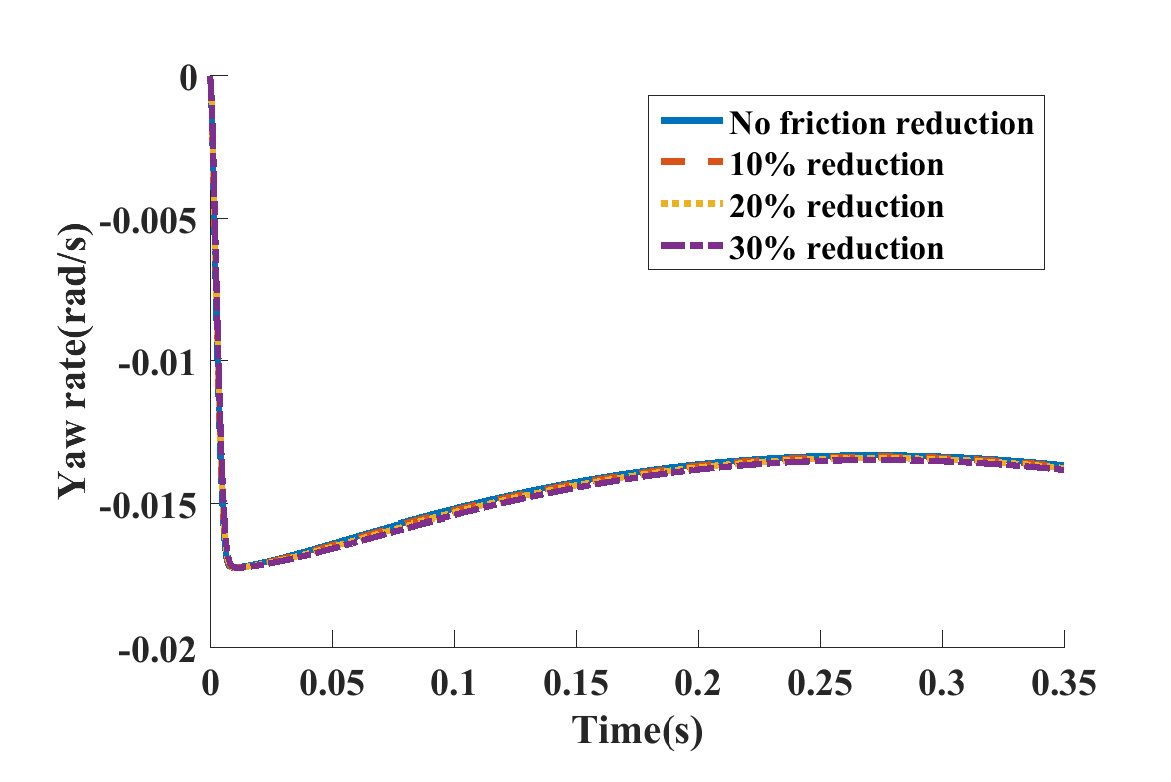 0
-0.005
-0.01
-0.015
-0.02
Yaw rate(rad/s)
No friction reduction
10% reduction
20% reduction
30% reduction
0 0.05 0.1 0.15 0.2 0.25 0.3 0.35
Time(s)